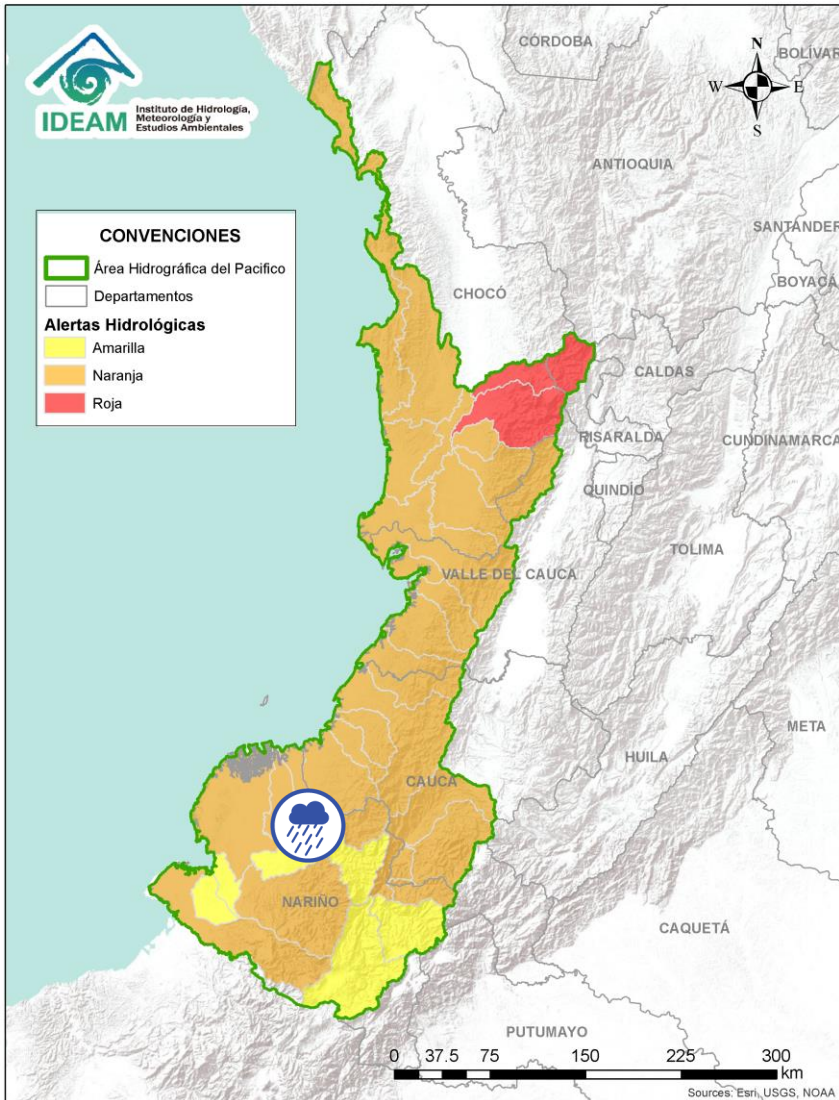 IDEAM
Instituto de Hidrología,
Meteorología y
Estudios Ambientales
CÓRDOBA
BOLÍVAR
N
W
E
S
ANTIOQUIA
SANTANDER
BOYACÁ
CONVENCIONES
Área Hidrográfica del Pacifico
Departamentos
Alertas Hidrológicas
Amarilla
Naranja
Roja
CHOCÓ
CALDAS
RISARALDA
CUNDINAMARCA
QUINDÍO
TOLIMA
VALLE DEL CAUCA
META
HUILA
CAUCA
NARIÑO
CAQUETÁ
PUTUMAYO
0 37.5 75 150 225 300
km
Sources: Esri, USGS, NOAA